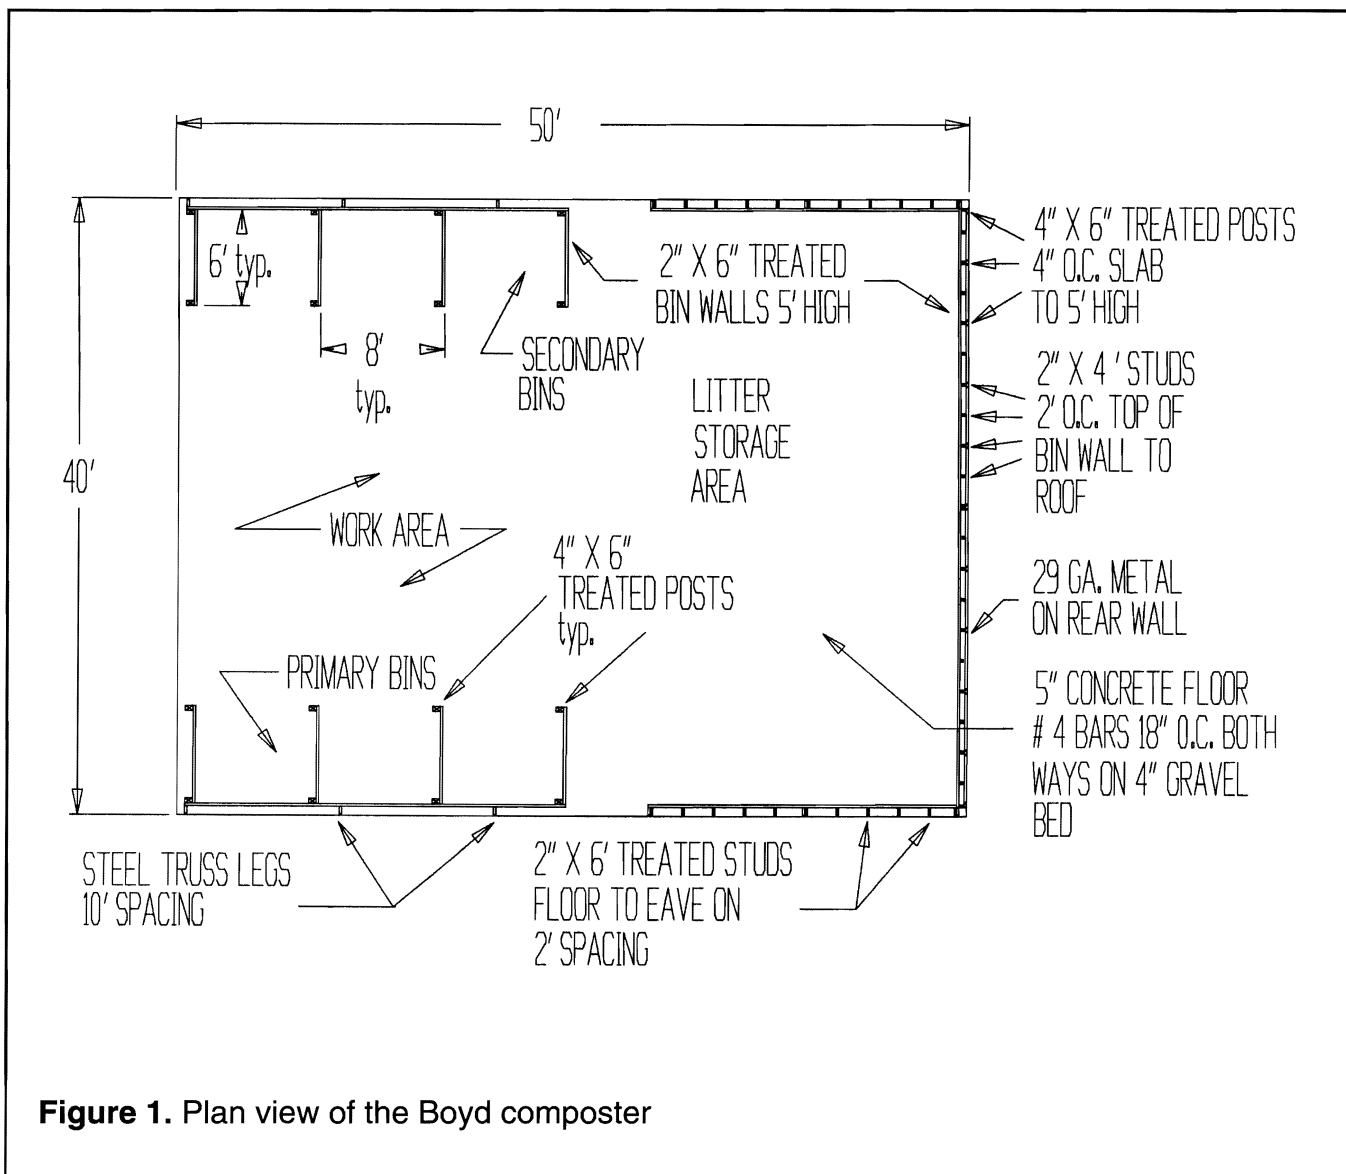 50'
6' typ.
8'
typ.
2" X 6" TREATED
BIN WALLS 5' HIGH
4" X 6" TREATED POSTS
4" O.C. SLAB
TO 5' HIGH
SECONDARY
BINS
LITTER
STORAGE
AREA
2" X 4 ' STUDS
2' O.C. TOP OF
BIN WALL TO
ROOF
40'
WORK AREA
4" X 6"
TREATED POSTS
typ.
29 GA. METAL
ON REAR WALL
PRIMARY BINS
5" CONCRETE FLOOR
# 4 BARS 18" O.C. BOTH
WAYS ON 4" GRAVEL
BED
STEEL TRUSS LEGS
10' SPACING
2" X 6' TREATED STUDS
FLOOR TO EAVE ON
2' SPACING
Figure 1. Plan view of the Boyd composter